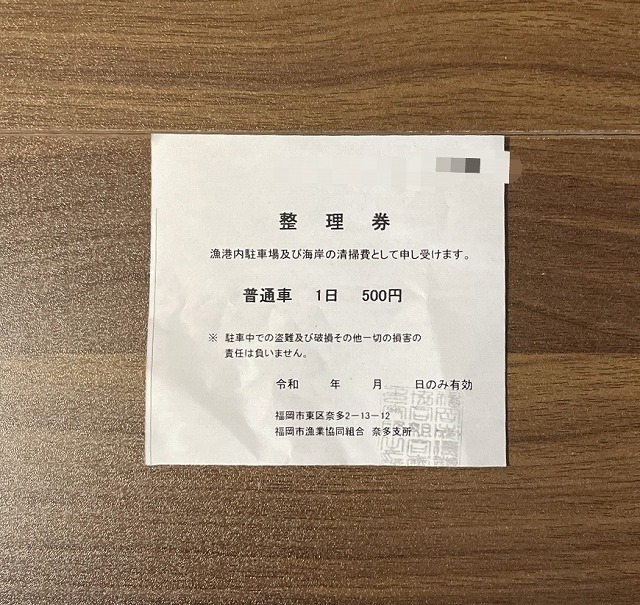 整理券
漁港内駐車場及び海岸の清掃費として申し受けます。
普通車 1日 500円
※ 駐車中での盗難及び破損その他一切の損害の
責任は負いません。
令和 年 月 日のみ有効
福岡市東区奈多2-13-12
福岡市漁業協同組合 奈多支所